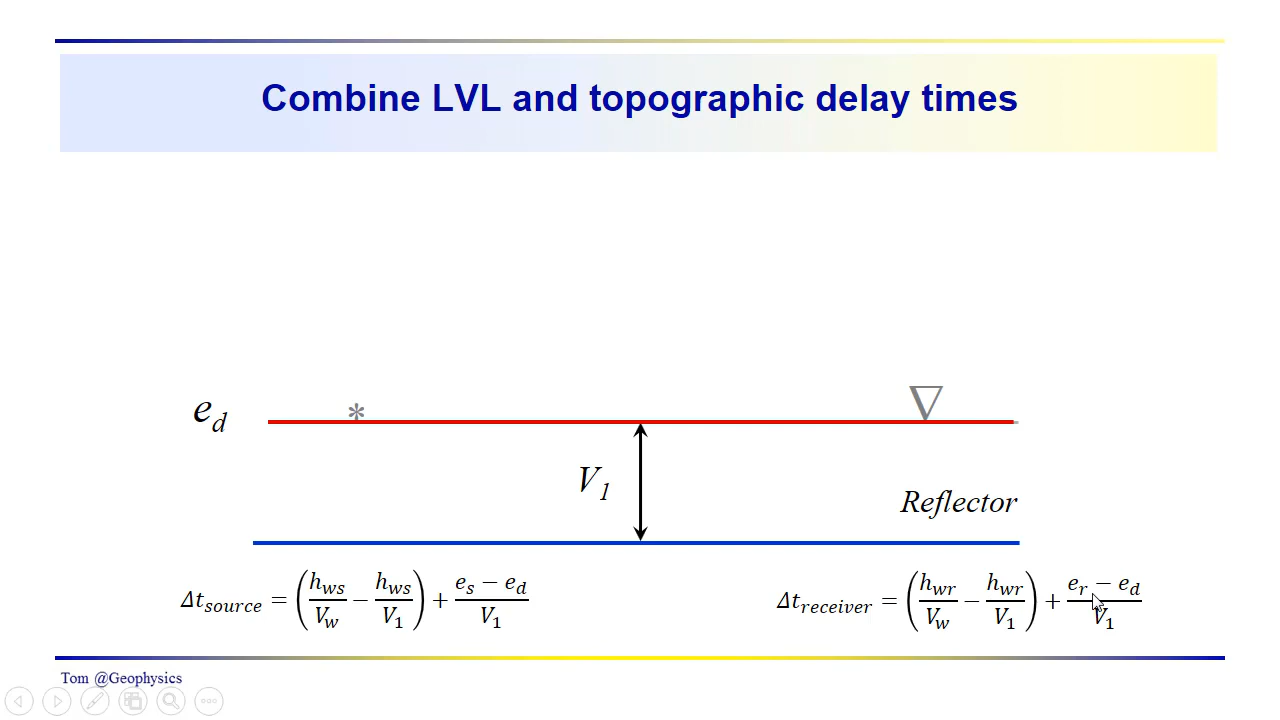 Combine LVL and topographic delay times
e_d
*
∇
V_1
Reflector
Δt_source = (h_ws/V_w − h_ws/V_1) + (e_s − e_d)/V_1
Δt_receiver = (h_wr/V_w − h_wr/V_1) + (e_r − e_d)/V_1
Tom @Geophysics